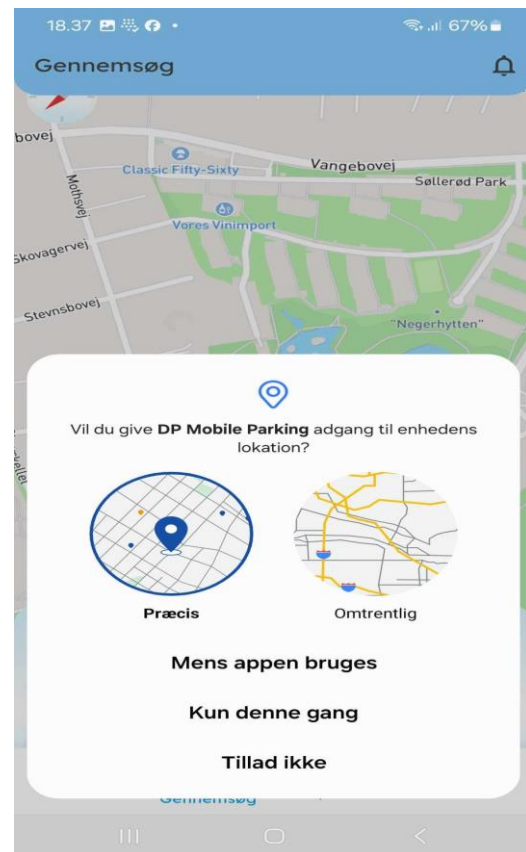 18.37
67%
Gennemsøg
bovej
Classic Fifty-Sixty
Vangebovej
Søllerød Park
Mothsvej
Vores Vinimport
Skovagervej
Stevnsbovej
"Negerhytten"
Vil du give DP Mobile Parking adgang til enhedens
lokation?
Præcis
Omtrentlig
Mens appen bruges
Kun denne gang
Tillad ikke
Gennemsøg